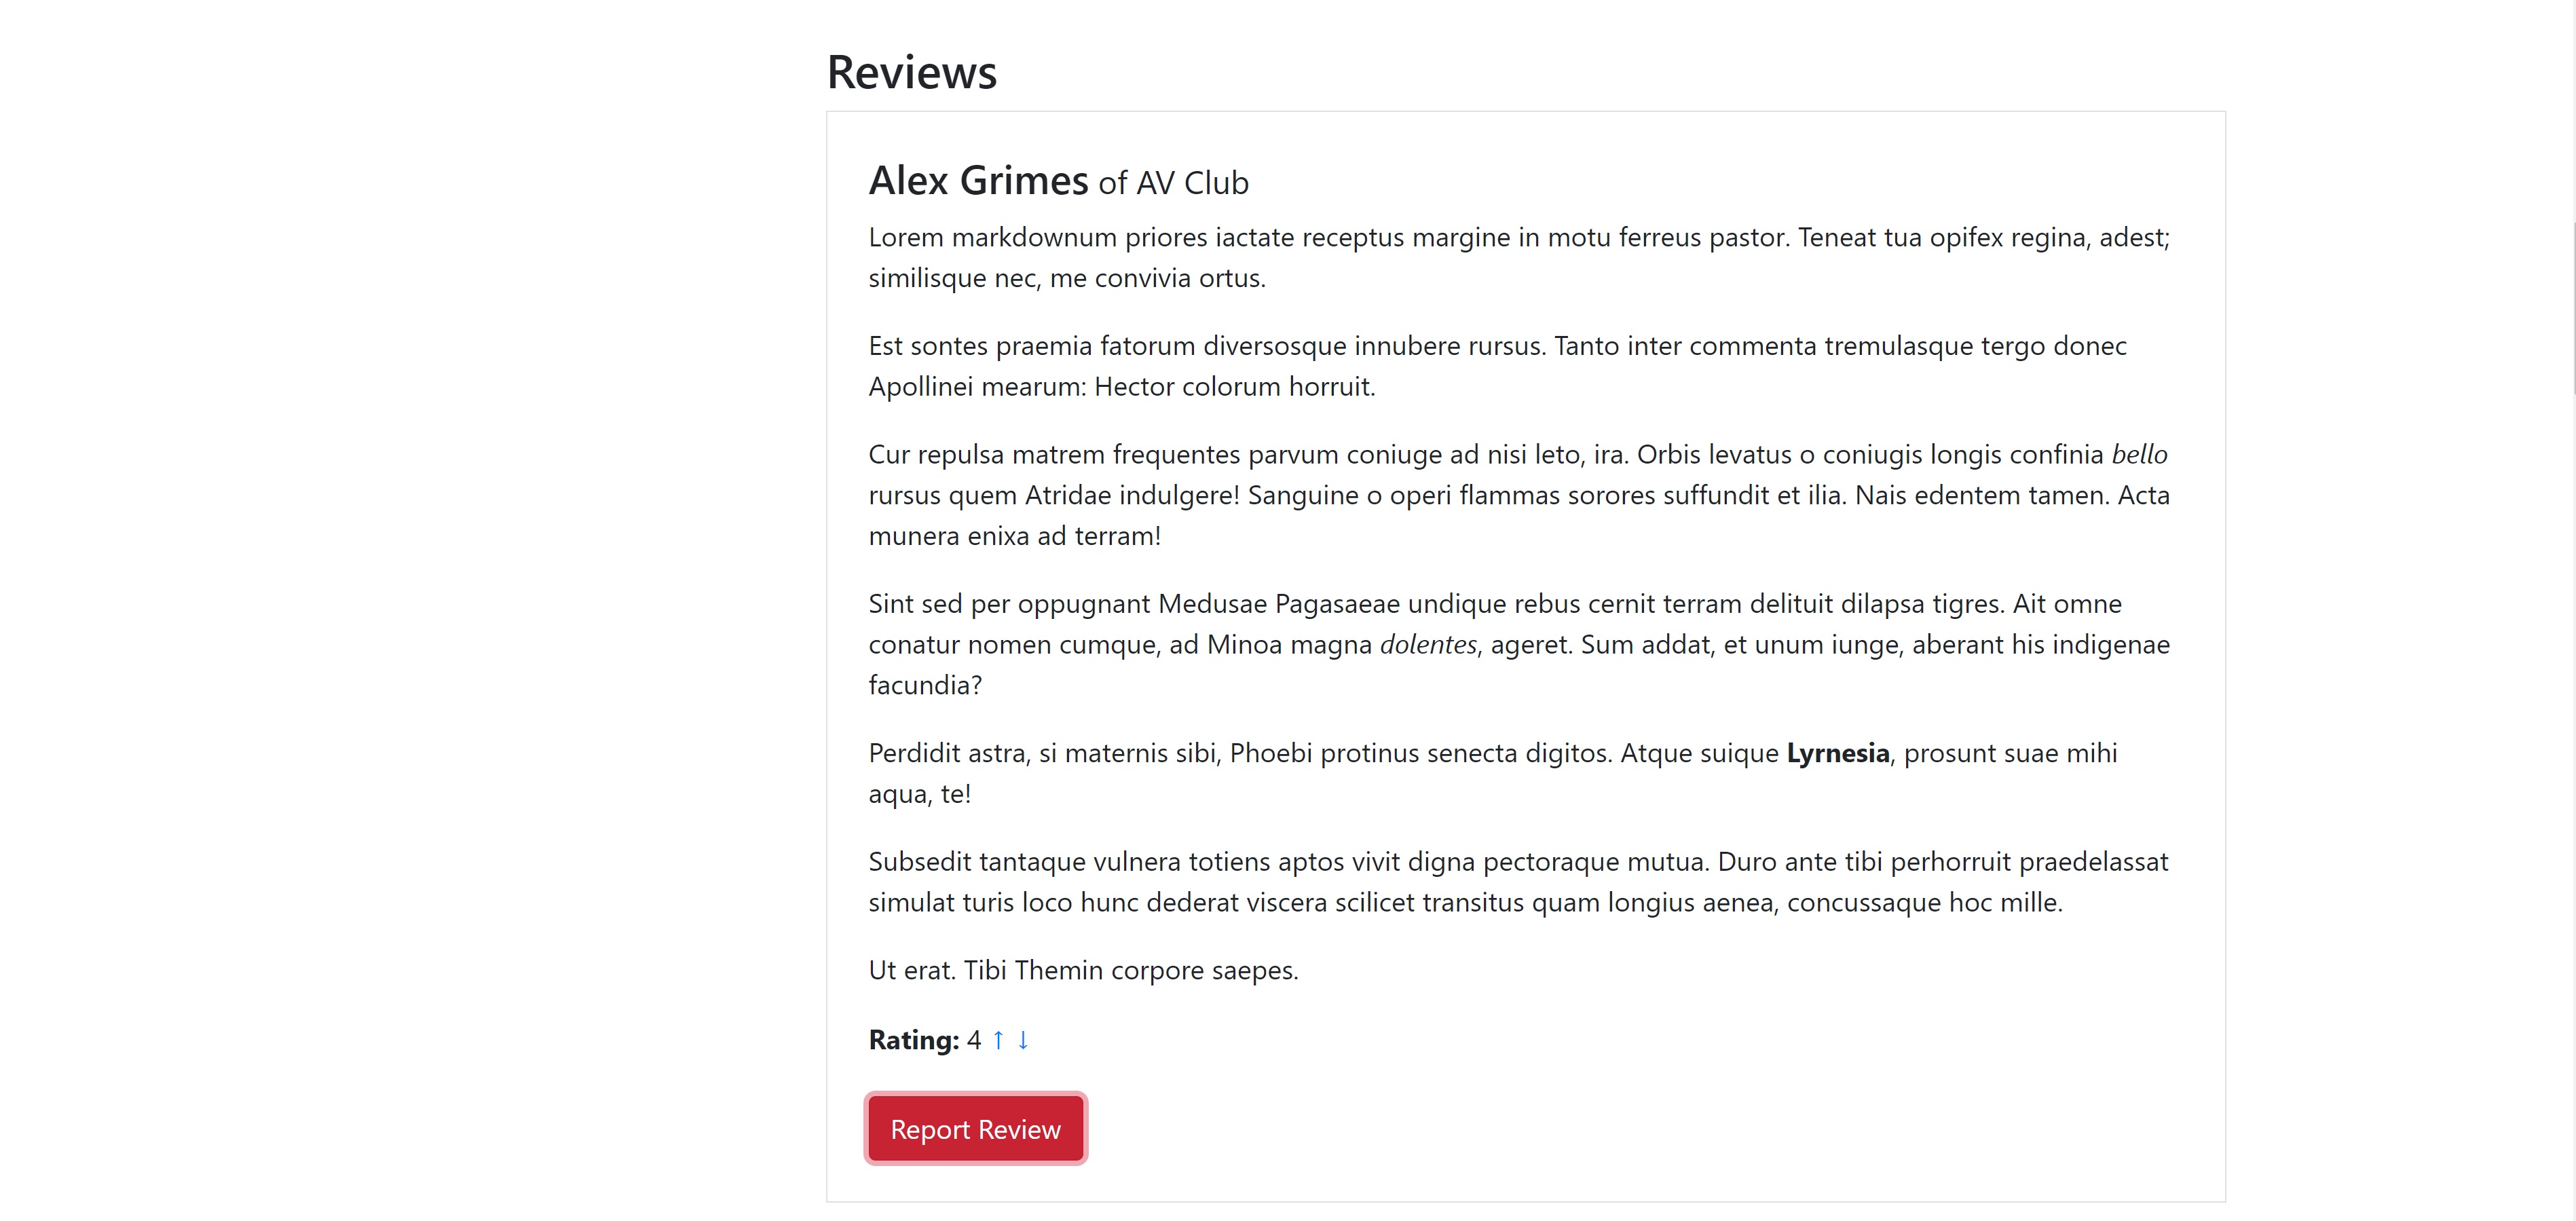 Reviews
Alex Grimes of AV Club
Lorem markdownum priores iactate receptus margine in motu ferreus pastor. Teneat tua opifex regina, adest;
similisque nec, me convivia ortus.
Est sontes praemia fatorum diversosque innubere rursus. Tanto inter commenta tremulasque tergo donec
Apollinei mearum: Hector colorum horruit.
Cur repulsa matrem frequentes parvum coniuge ad nisi leto, ira. Orbis levatus o coniugis longis confinia bello
rursus quem Atridae indulgere! Sanguine o operi flammas sorores suffundit et ilia. Nais edentem tamen. Acta
munera enixa ad terram!
Sint sed per oppugnant Medusae Pagasaeae undique rebus cernit terram delituit dilapsa tigres. Ait omne
conatur nomen cumque, ad Minoa magna dolentes, ageret. Sum addat, et unum iunge, aberant his indigenae
facundia?
Perdidit astra, si maternis sibi, Phoebi protinus senecta digitos. Atque suique Lyrnesia, prosunt suae mihi
aqua, te!
Subsedit tantaque vulnera totiens aptos vivit digna pectoraque mutua. Duro ante tibi perhorruit praedelassat
simulat turis loco hunc dederat viscera scilicet transitus quam longius aenea, concussaque hoc mille.
Ut erat. Tibi Themin corpore saepes.
Rating: 4 ↑ ↓
Report Review